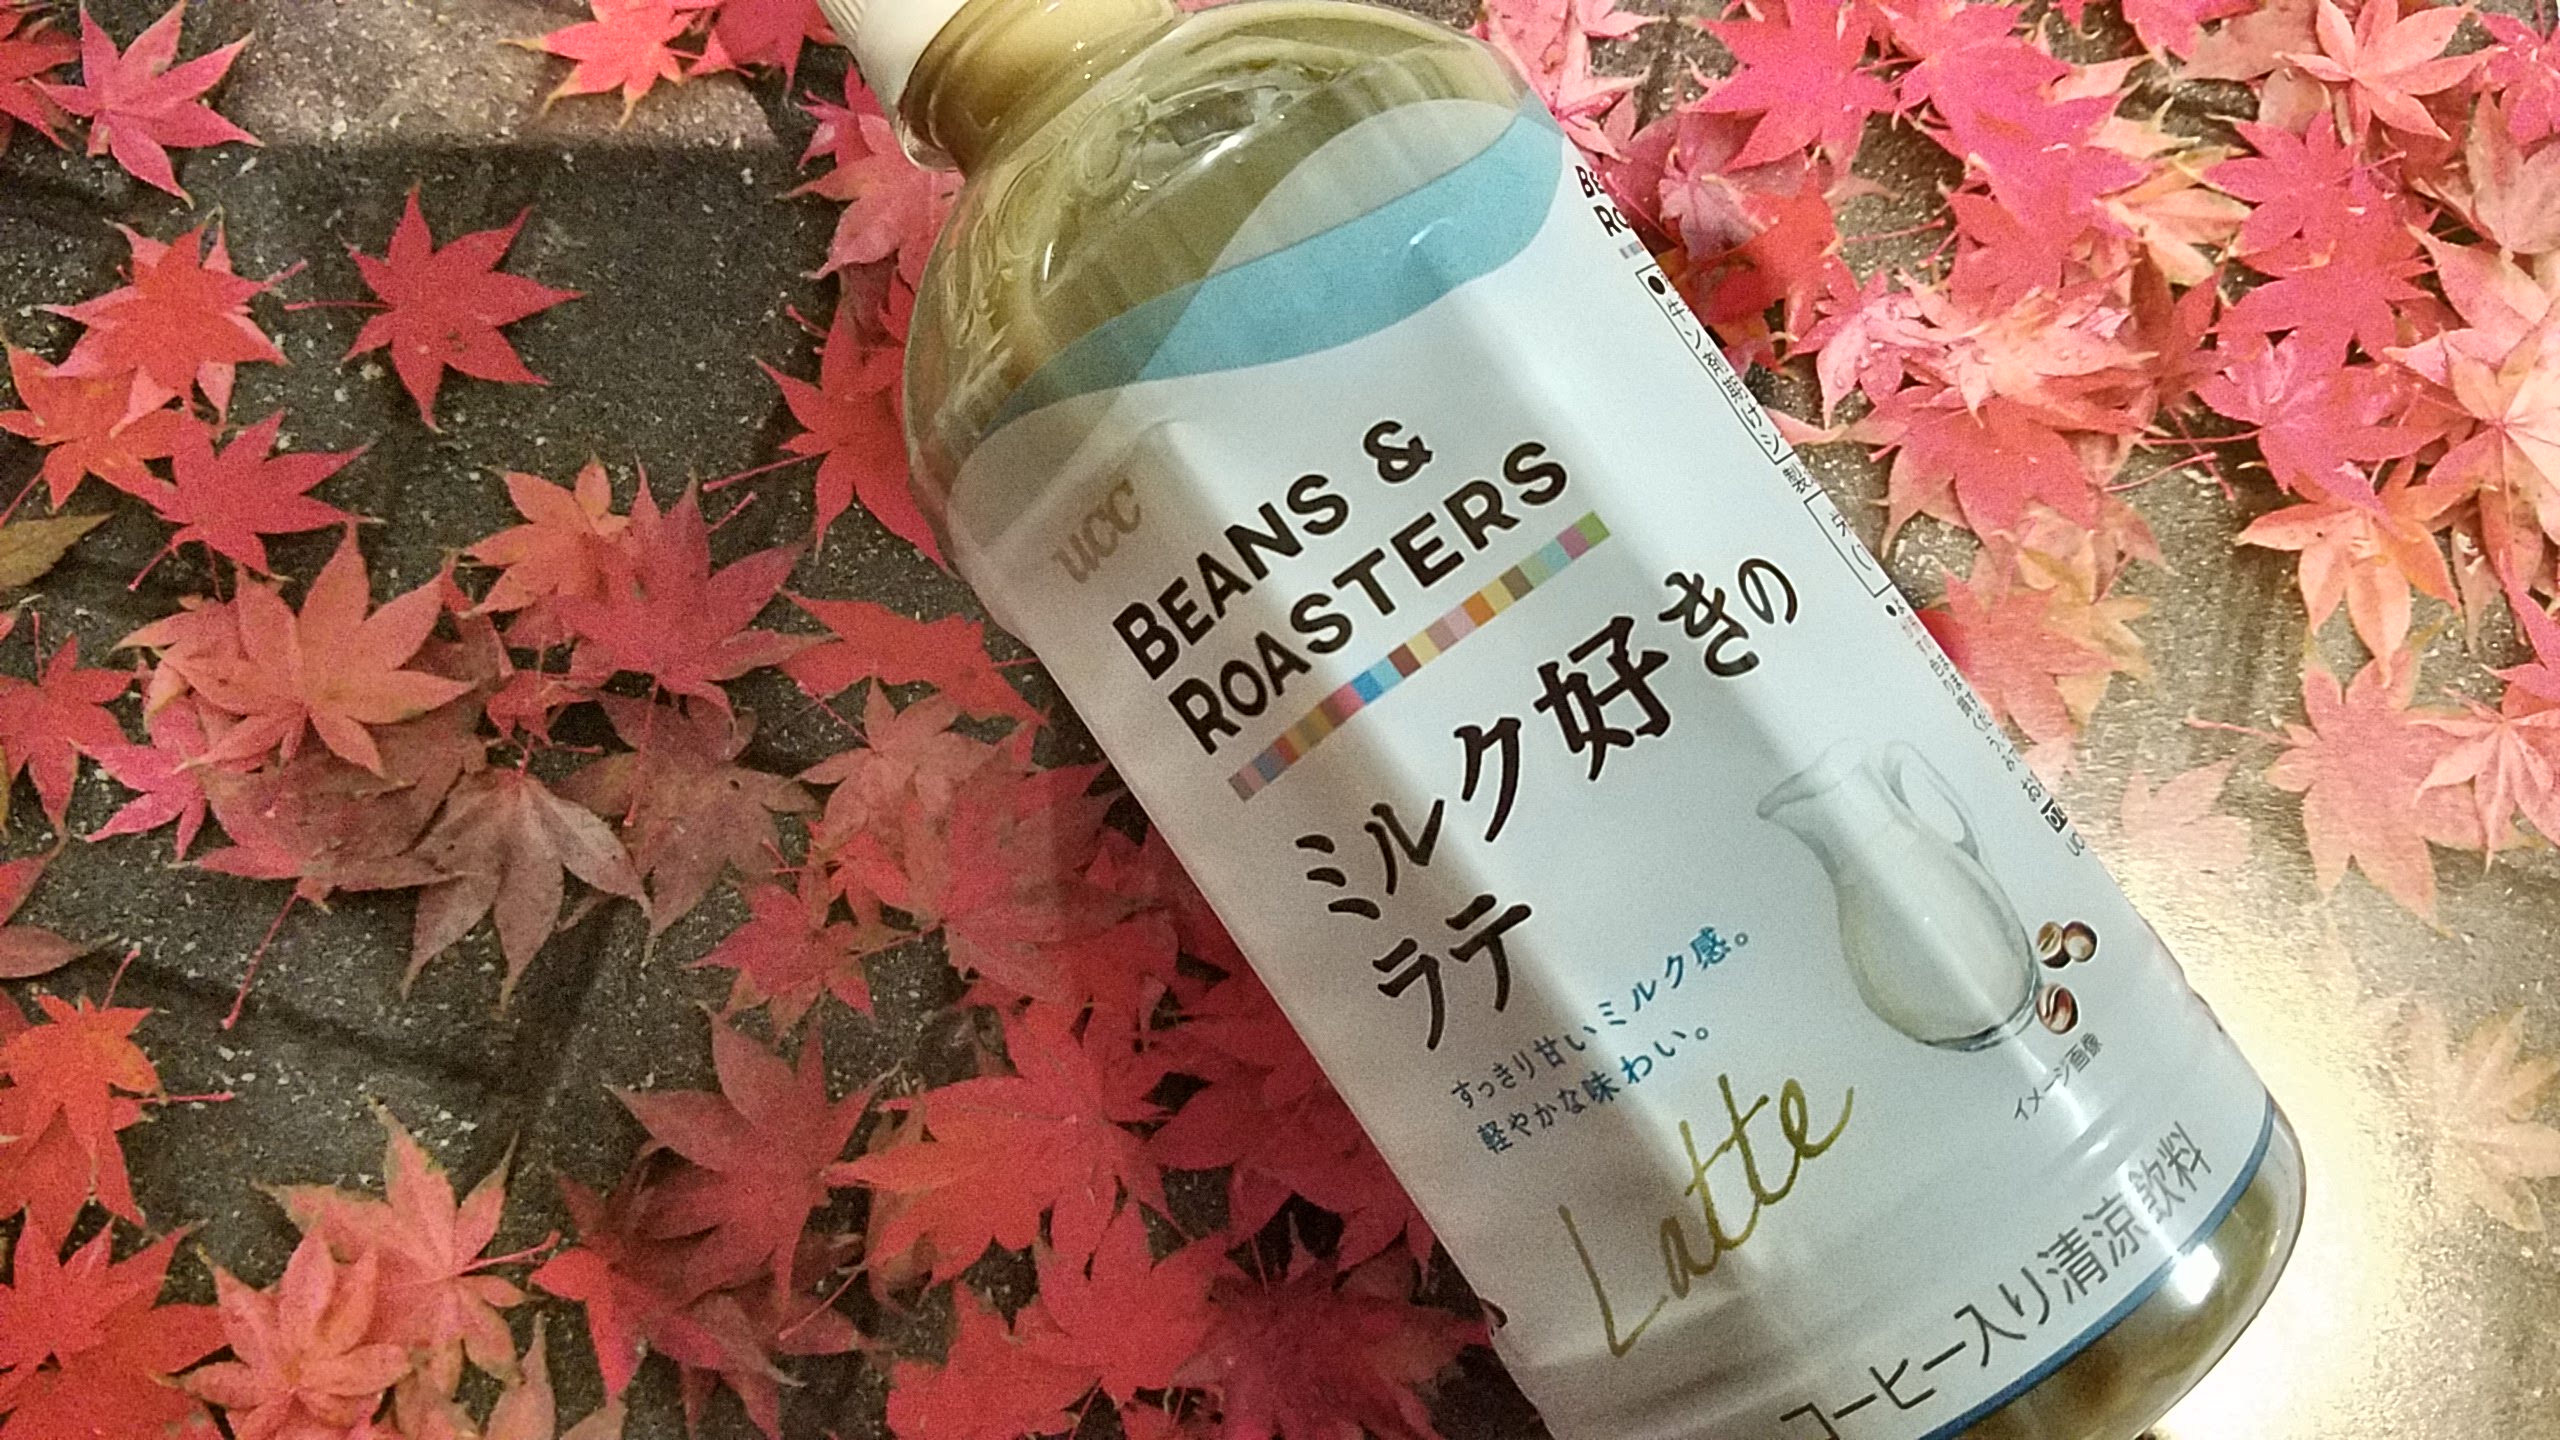 UCC
BEANS &
ROASTERS
ミルク好きの
ラテ
すっきり甘いミルク感。
軽やかな味わい。
Latte
イメージ画像
コーヒー入り清涼飲料